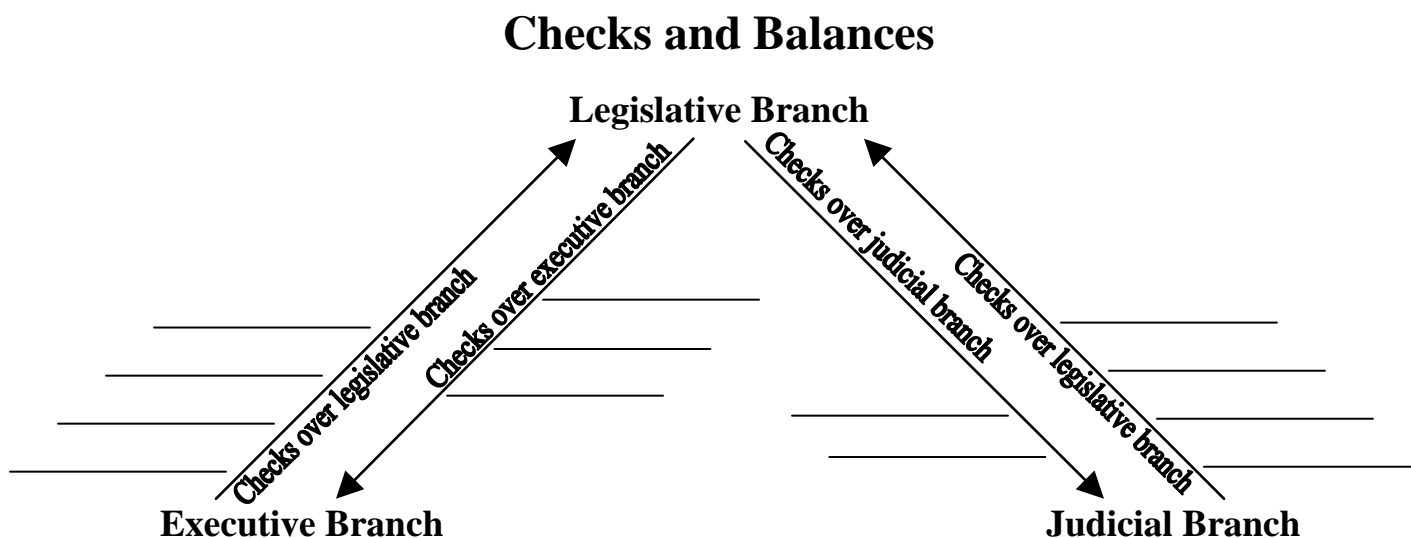 Checks and Balances
Legislative Branch
Checks over legislative branch
Checks over executive branch
Checks over judicial branch
Checks over legislative branch
Executive Branch
Judicial Branch